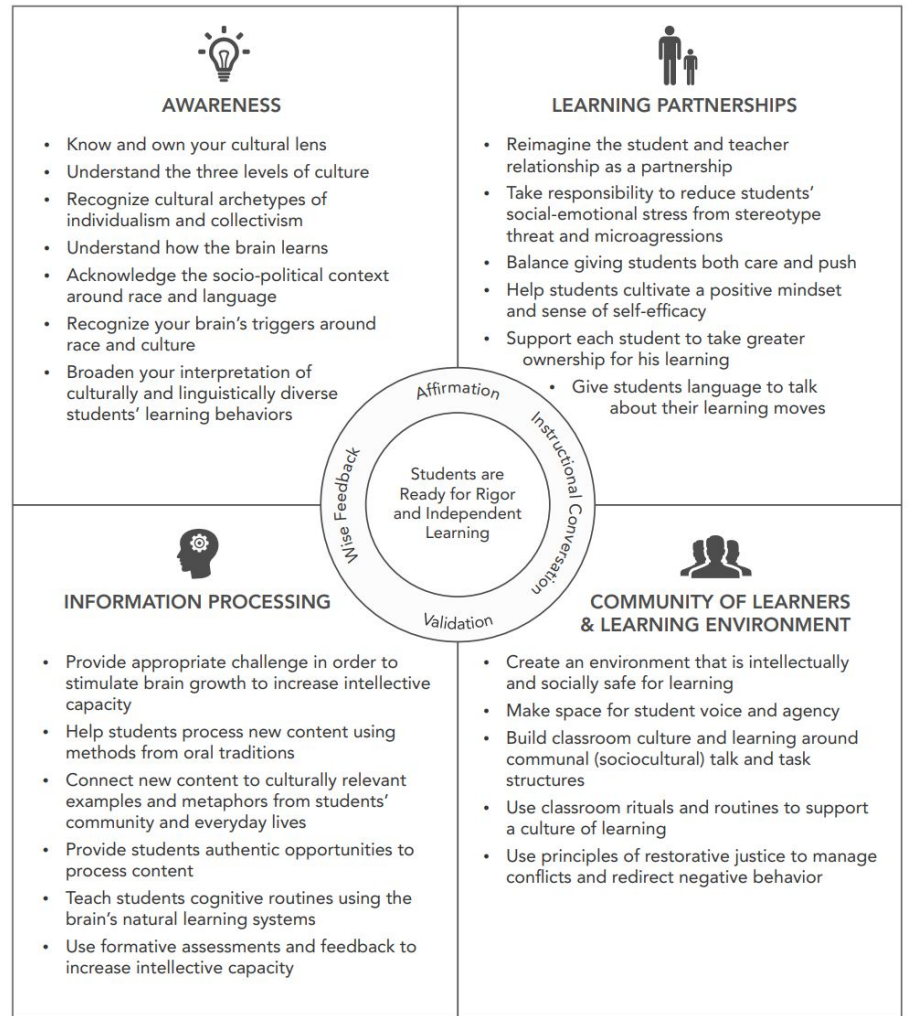 AWARENESS
• Know and own your cultural lens
• Understand the three levels of culture
• Recognize cultural archetypes of
individualism and collectivism
• Understand how the brain learns
• Acknowledge the socio-political context
around race and language
• Recognize your brain's triggers around
race and culture
• Broaden your interpretation of
culturally and linguistically diverse
students' learning behaviors
LEARNING PARTNERSHIPS
• Reimagine the student and teacher
relationship as a partnership
• Take responsibility to reduce students'
social-emotional stress from stereotype
threat and microagressions
• Balance giving students both care and push
• Help students cultivate a positive mindset
and sense of self-efficacy
• Support each student to take greater
ownership for his learning
• Give students language to talk
about their learning moves
Affirmation
Instructional Conversation
Validation
Wise Feedback
Students are
Ready for Rigor
and Independent
Learning
INFORMATION PROCESSING
• Provide appropriate challenge in order to
stimulate brain growth to increase intellective
capacity
• Help students process new content using
methods from oral traditions
• Connect new content to culturally relevant
examples and metaphors from students'
community and everyday lives
• Provide students authentic opportunities to
process content
• Teach students cognitive routines using the
brain's natural learning systems
• Use formative assessments and feedback to
increase intellective capacity
COMMUNITY OF LEARNERS
& LEARNING ENVIRONMENT
• Create an environment that is intellectually
and socially safe for learning
• Make space for student voice and agency
• Build classroom culture and learning around
communal (sociocultural) talk and task
structures
• Use classroom rituals and routines to support
a culture of learning
• Use principles of restorative justice to manage
conflicts and redirect negative behavior